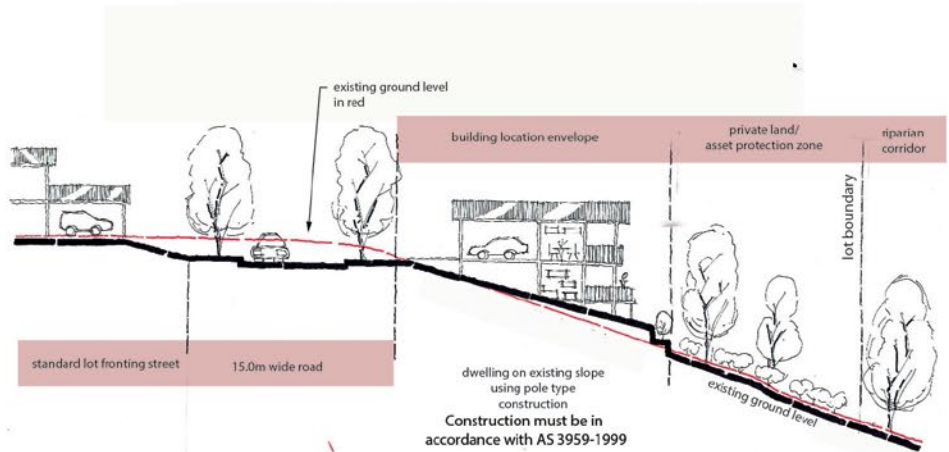 existing ground level
in red
building location envelope
private land/
asset protection zone
riparian
corridor
lot boundary
standard lot fronting street
15.0m wide road
dwelling on existing slope
using pole type
construction
Construction must be in
accordance with AS 3959-1999
existing ground level